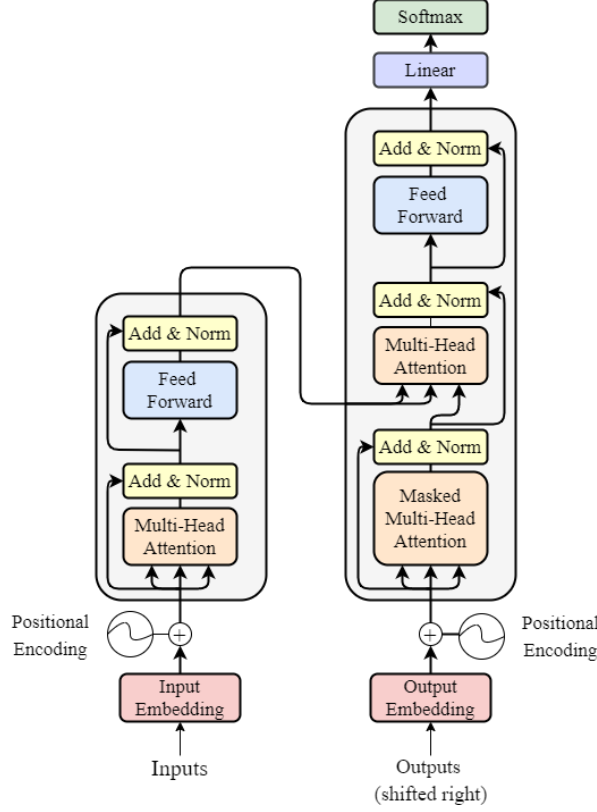 Softmax
Linear
Add & Norm
Feed
Forward
Add & Norm
Multi-Head
Attention
Add & Norm
Masked
Multi-Head
Attention
Add & Norm
Feed
Forward
Add & Norm
Multi-Head
Attention
Positional
Encoding
Positional
Encoding
Input
Embedding
Output
Embedding
Inputs
Outputs
(shifted right)